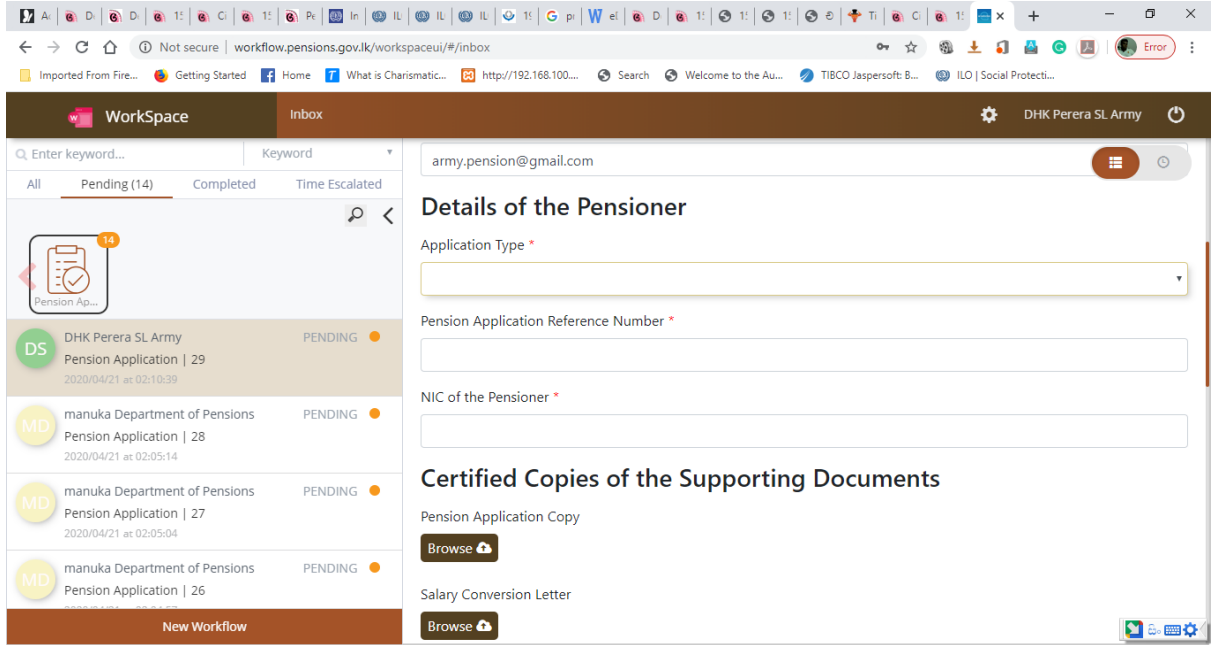 Not secure | workflow.pensions.gov.lk/workspaceui/#/inbox
Error
Imported From Fire...
Getting Started
Home
What is Charismatic...
http://192.168.100....
Search
Welcome to the Au...
TIBCO Jaspersoft: B...
ILO | Social Protecti...
WorkSpace
Inbox
DHK Perera SL Army
Enter keyword...
Keyword
All
Pending (14)
Completed
Time Escalated
14
Pension Ap...
DS
DHK Perera SL Army
PENDING
Pension Application | 29
2020/04/21 at 02:10:39
MD
manuka Department of Pensions
PENDING
Pension Application | 28
2020/04/21 at 02:05:14
MD
manuka Department of Pensions
PENDING
Pension Application | 27
2020/04/21 at 02:05:04
MD
manuka Department of Pensions
PENDING
Pension Application | 26
New Workflow
army.pension@gmail.com
Details of the Pensioner
Application Type *
Pension Application Reference Number *
NIC of the Pensioner *
Certified Copies of the Supporting Documents
Pension Application Copy
Browse
Salary Conversion Letter
Browse